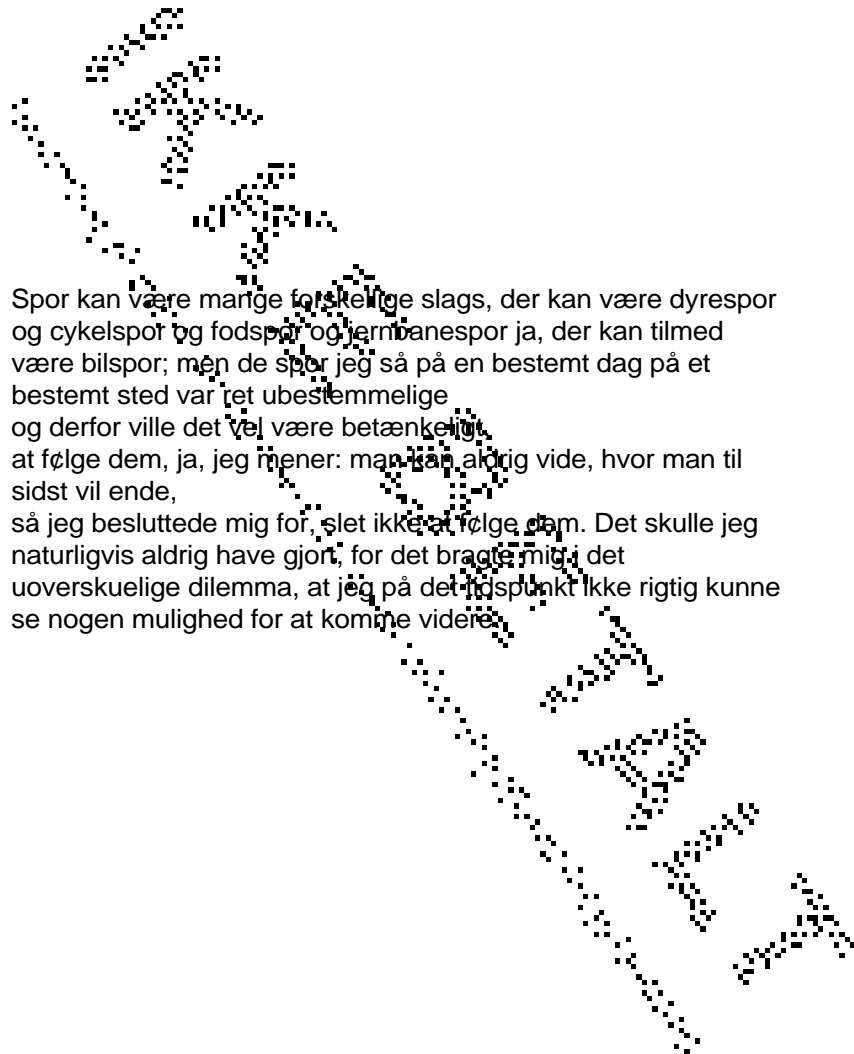 IKKE BETALT
Spor kan være mange forskellige slags, der kan være dyrespor
og cykelspor og fodspor og jernbanespor ja, der kan tilmed
være bilspor; men de spor jeg så på en bestemt dag på et
bestemt sted var ret ubestemmelige
og derfor ville det vel være betænkeligt,
at f¢lge dem, ja, jeg mener: man kan aldrig vide, hvor man til
sidst vil ende,
så jeg besluttede mig for, slet ikke at f¢lge dem. Det skulle jeg
naturligvis aldrig have gjort, for det bragte mig i det
uoverskuelige dilemma, at jeg på det tidspunkt ikke rigtig kunne
se nogen mulighed for at komme videre.